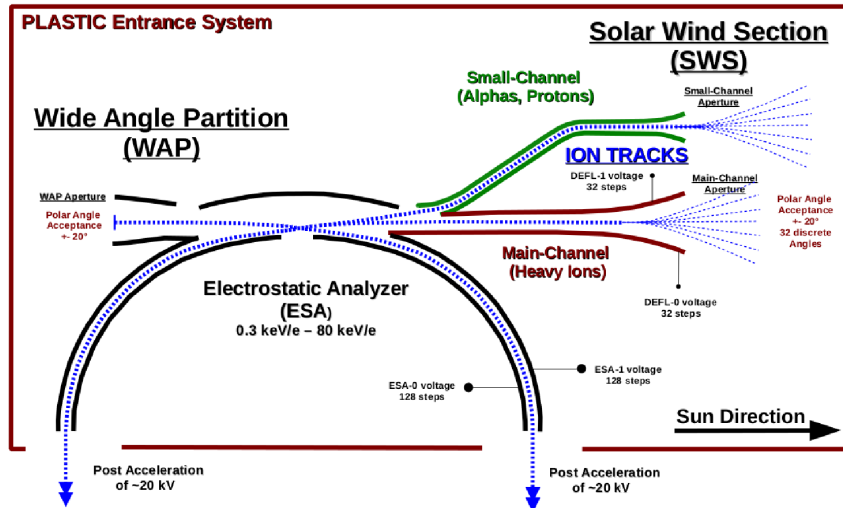 PLASTIC Entrance System
Solar Wind Section
(SWS)
Small-Channel
(Alphas, Protons)
Small-Channel
Aperture
Wide Angle Partition
(WAP)
ION TRACKS
DEFL-1 voltage
32 steps
Main-Channel
Aperture
WAP Aperture
Polar Angle
Acceptance
+- 20°
Polar Angle
Acceptance
+- 20°
32 discrete
Angles
Main-Channel
(Heavy Ions)
Electrostatic Analyzer
(ESA)
0.3 keV/e – 80 keV/e
DEFL-0 voltage
32 steps
ESA-0 voltage
128 steps
ESA-1 voltage
128 steps
Sun Direction
Post Acceleration
of ~20 kV
Post Acceleration
of ~20 kV